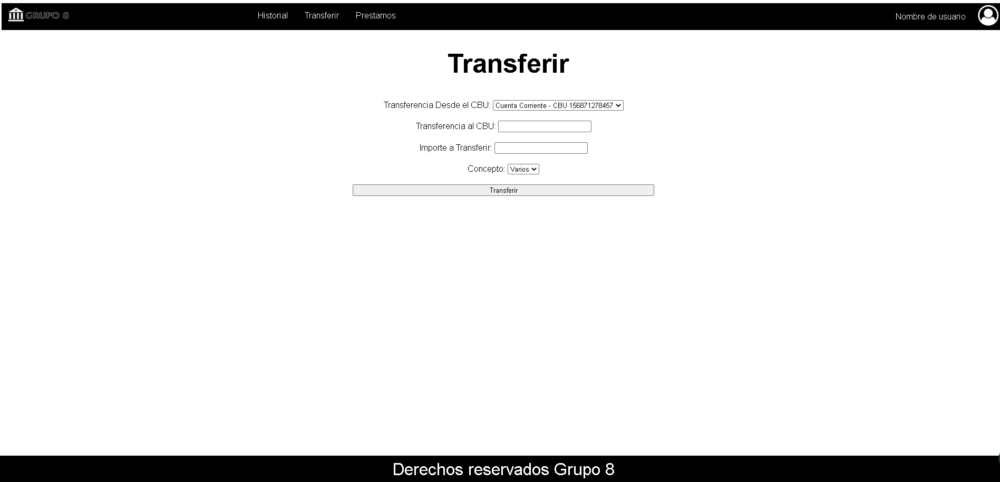 GRUPO 8
Historial Transferir Prestamos
Nombre de usuario
Transferir
Transferencia Desde el CBU: Cuenta Corriente - CBU 156871278457
Transferencia al CBU:
Importe a Transferir:
Concepto: Varios
Transferir
Derechos reservados Grupo 8